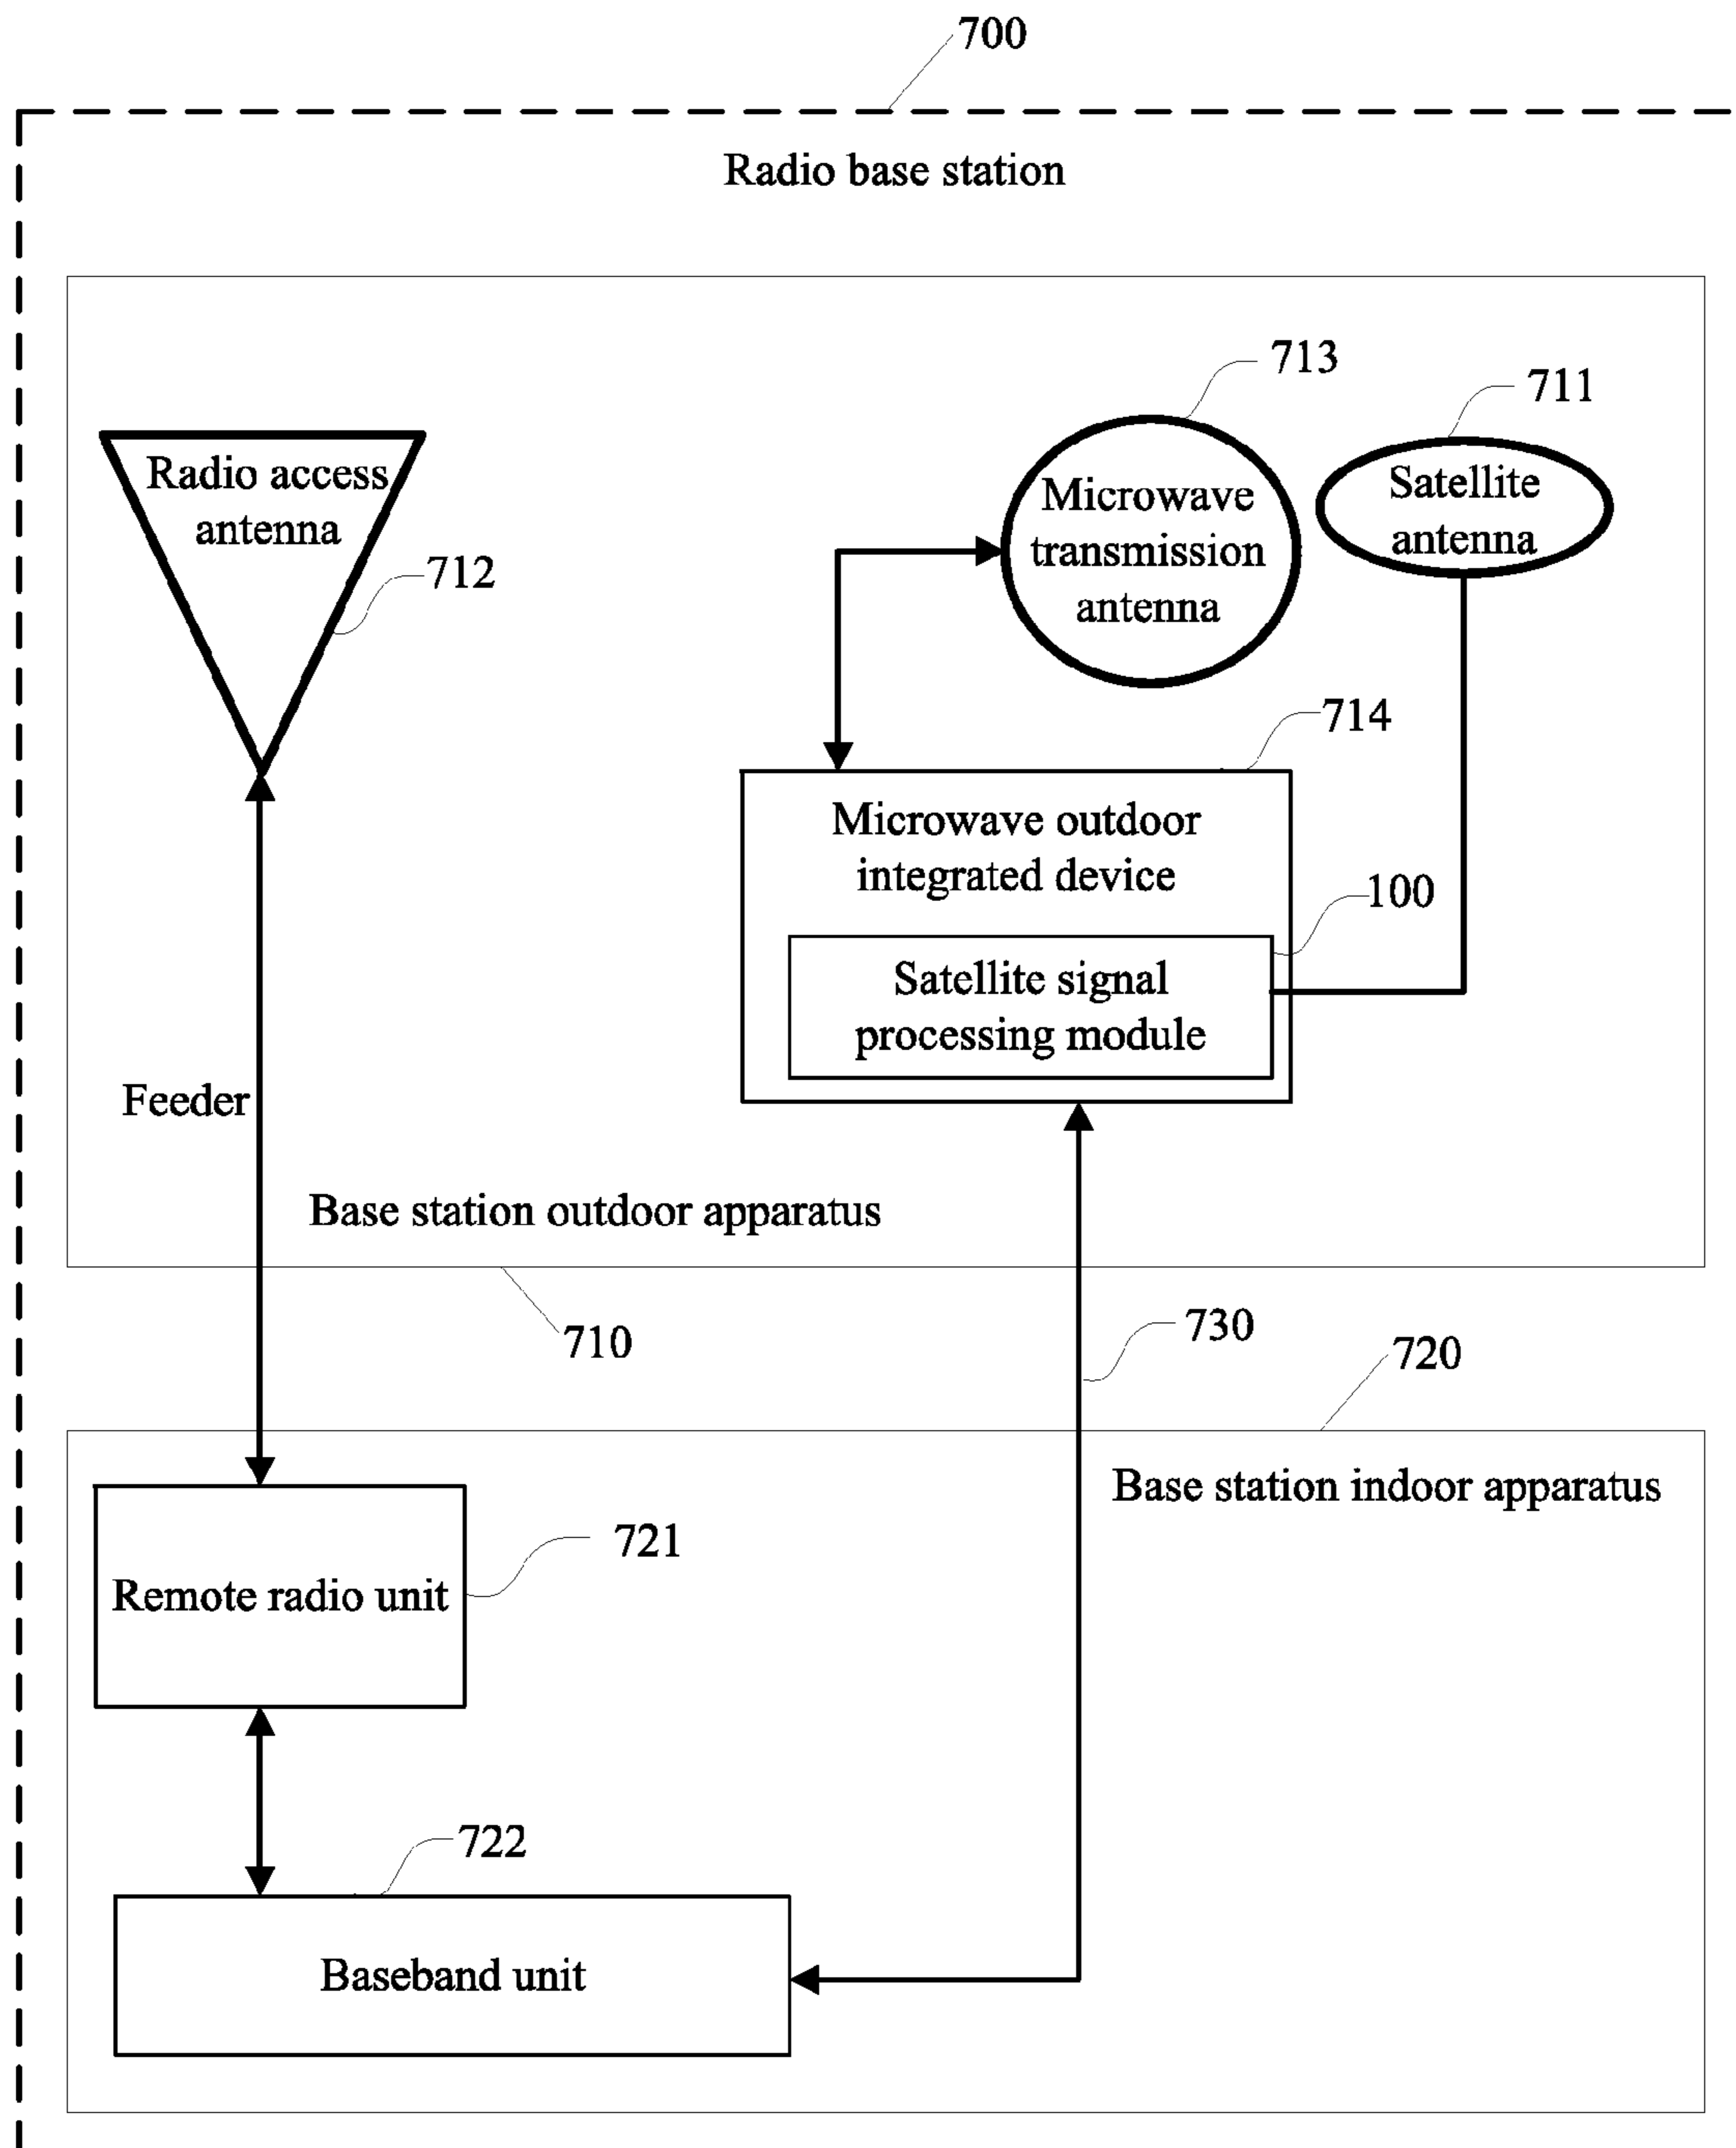 700
Radio base station
713
711
Radio access
antenna
712
Microwave
transmission
antenna
Satellite
antenna
714
Microwave outdoor
integrated device
100
Satellite signal
processing module
Feeder
Base station outdoor apparatus
710
730
720
Base station indoor apparatus
721
Remote radio unit
722
Baseband unit